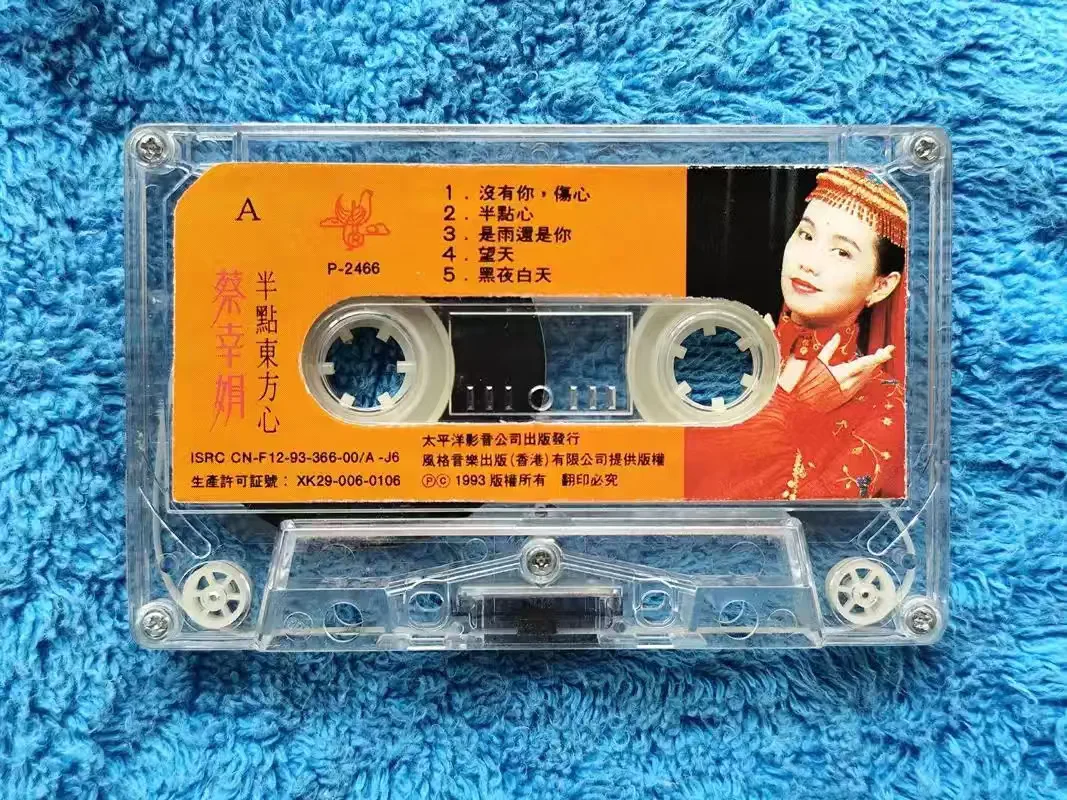 A
P-2466
1．沒有你，傷心
2．半點心
3．是雨還是你
4．望天
5．黑夜白天
半點東方心
蔡幸娟
ISRC CN-F12-93-366-00/A-J6
生產許可証號：XK29-006-0106
太平洋影音公司出版發行
風格音樂出版(香港)有限公司提供版權
ⓅⒸ 1993 版權所有 翻印必究